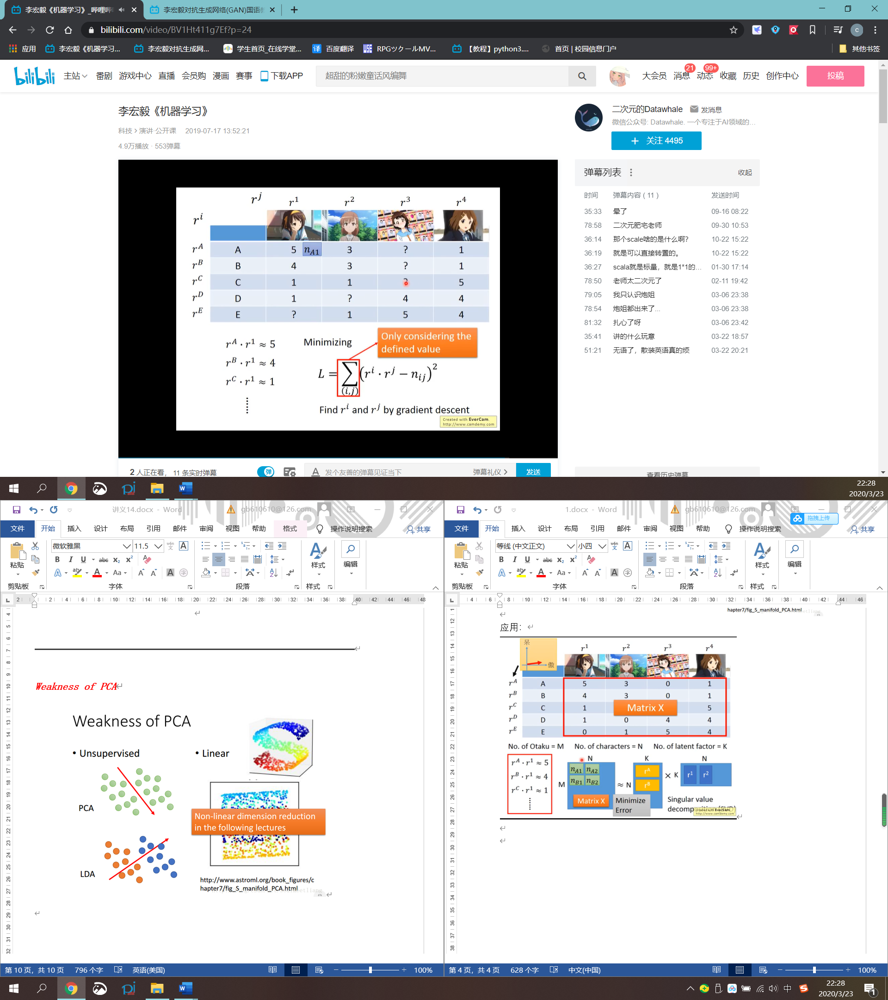 李宏毅《机器学习》_哔哩哔
李宏毅对抗生成网络(GAN)国语
bilibili.com/video/BV1Ht411g7Ef?p=24
c
应用
李宏毅《机器学习...
李宏毅对抗生成网...
学生首页_在线学堂...
百度翻译
RPGツクールMV...
【教程】python3....
首页 | 校园信息门户
其他书签
bilibili
主站
番剧
游戏中心
直播
会员购
漫画
赛事
下载APP
超甜的粉嫩童话风编舞
大会员
消息
21
动态
99+
收藏
历史
创作中心
投稿
李宏毅《机器学习》
科技 > 演讲·公开课 2019-07-17 13:52:21
4.9万播放 · 553弹幕
二次元的Datawhale
发消息
微信公众号: Datawhale. 一个专注于AI领域的...
+ 关注 4495
弹幕列表
收起
时间 弹幕内容 ( 11 ) 发送时间
35:33 晕了 09-16 08:22
78:58 二次元肥宅老师 09-30 10:53
36:14 那个scale啥的是什么啊? 10-22 15:22
36:19 就是可以直接转置的。 10-22 15:22
36:27 scala就是标量，就是1*1的... 01-30 17:14
78:50 老师太二次元了 02-11 19:42
79:05 我只认识炮姐 03-06 23:38
78:54 炮姐都出来了... 03-06 23:38
81:32 扎心了呀 03-06 23:42
35:41 讲的什么玩意 03-22 18:57
51:21 无语了，散装英语真的烦 03-22 20:21
查看历史弹幕
r^j r^1 r^2 r^3 r^4
r^i
r^A A 5 n_A1 3 ? 1
r^B B 4 3 ? 1
r^C C 1 1 ? 5
r^D D 1 ? 4 4
r^E E ? 1 5 4
r^A · r^1 ≈ 5
r^B · r^1 ≈ 4
r^C · r^1 ≈ 1
Minimizing
Only considering the
defined value
L = ∑(i,j) (r^i · r^j − n_ij)^2
Find r^i and r^j by gradient descent
Created with EverCam.
http://www.camdemy.com
2 人正在看， 11 条实时弹幕
弹
发个友善的弹幕见证当下
弹幕礼仪 >
发送
22:28
2020/3/23
讲义14.docx - Word
gb610610@126.com
文件 开始 插入 设计 布局 引用 邮件 审阅 视图 帮助 格式 操作说明搜索 共享
粘贴
微软雅黑 11.5
样式
编辑
剪贴板 字体 段落 样式
Weakness of PCA
Weakness of PCA
• Unsupervised
• Linear
PCA
Non-linear dimension reduction
in the following lectures
LDA
http://www.astroml.org/book_figures/c
hapter7/fig_S_manifold_PCA.html
第 10 页，共 10 页 796 个字 英语(美国) 100%
1.docx - Word
gb610610@126.com
拖拽上传
文件 开始 插入 设计 布局 引用 邮件 审阅 视图 帮助 操作说明搜索 共享
粘贴
等线 (中文正文) 小四
样式
编辑
剪贴板 字体 段落 样式
hapter7/fig_S_manifold_PCA.html
应用：
呆
傲
r^1 r^2 r^3 r^4
r^A A 5 3 0 1
r^B B 4 3 0 1
r^C C 1 Matrix X 5
r^D D 1 0 4 4
r^E E 0 1 5 4
No. of Otaku = M No. of characters = N No. of latent factor = K
r^A · r^1 ≈ 5
r^B · r^1 ≈ 4
r^C · r^1 ≈ 1
N K N
M n_A1 n_A2
n_B1 n_B2
Matrix X
≈ N
r^A
r^B
× K r^1 r^2
Minimize
Error
Singular value
第 4 页，共 4 页 628 个字 中文(中国) 100%
中
22:28
2020/3/23
1